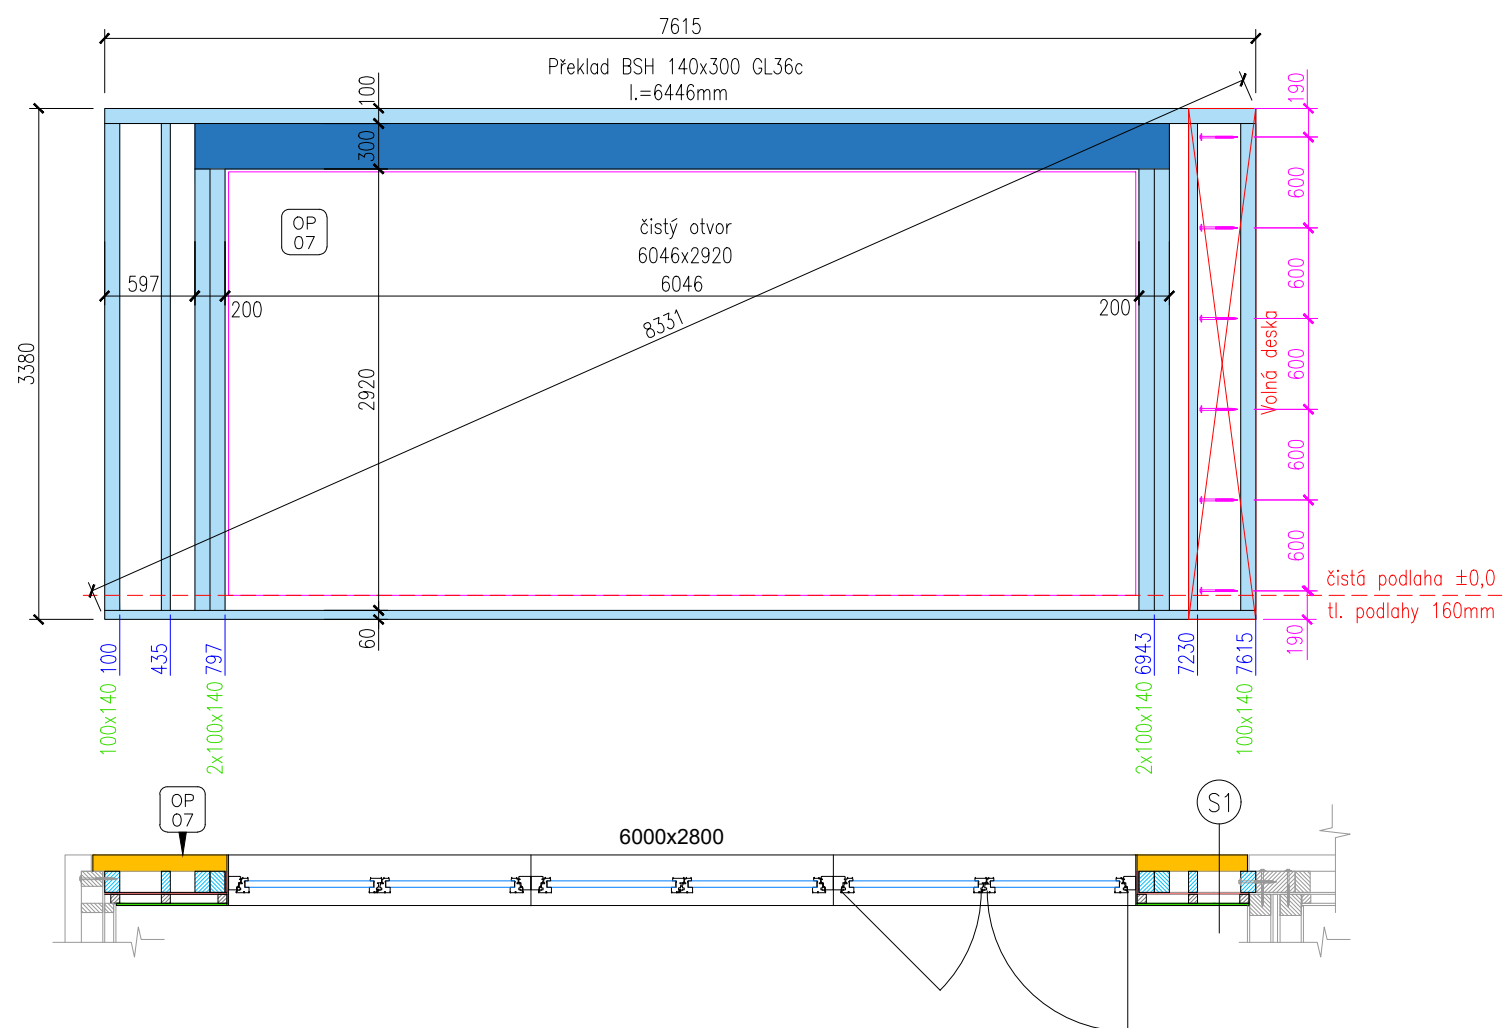 7615
Překlad BSH 140x300 GL36c
l.=6446mm
100
190
300
600
OP
07
čistý otvor
6046x2920
600
597
6046
600
200
200
8331
Volná deska
3380
2920
600
600
600
čistá podlaha ±0,0
tl. podlahy 160mm
60
190
100
435
797
6943
7230
7615
100x140
2x100x140
2x100x140
100x140
OP
07
6000x2800
S1